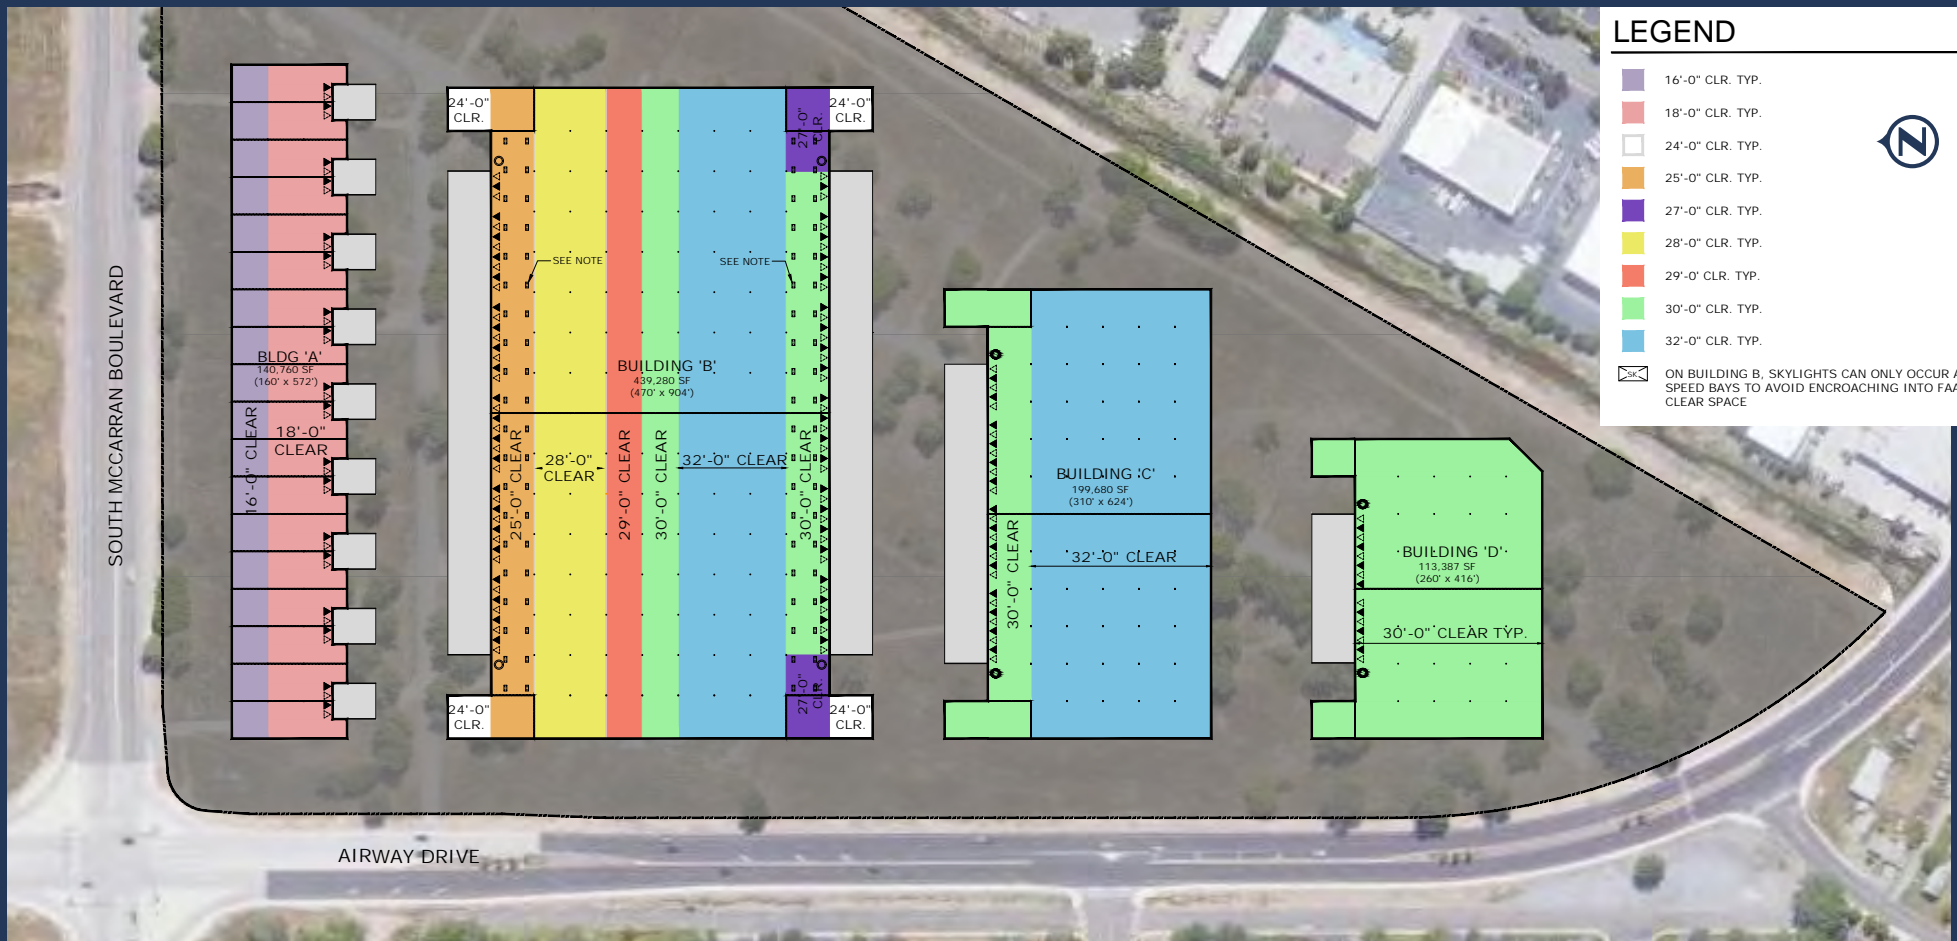 LEGEND
16'-0" CLR. TYP.
18'-0" CLR. TYP.
24'-0" CLR. TYP.
25'-0" CLR. TYP.
27'-0" CLR. TYP.
28'-0" CLR. TYP.
29'-0' CLR. TYP.
30'-0" CLR. TYP.
32'-0" CLR. TYP.
SK
ON BUILDING B, SKYLIGHTS CAN ONLY OCCUR
SPEED BAYS TO AVOID ENCROACHING INTO FAA
CLEAR SPACE
N
SOUTH MCCARRAN BOULEVARD
AIRWAY DRIVE
BLDG 'A'
140,760 SF
(160' x 572')
16'-0" CLEAR
18'-0"
CLEAR
24'-0"
CLR.
24'-0"
CLR.
27'-0"
CLR.
SEE NOTE
SEE NOTE
BUILDING 'B'
439,280 SF
(470' x 904')
25'-0" CLEAR
28'-0"
CLEAR
29'-0" CLEAR
30'-0" CLEAR
32'-0" CLEAR
30'-0" CLEAR
24'-0"
CLR.
27'-0"
CLR.
24'-0"
CLR.
BUILDING 'C'
199,680 SF
(310' x 624')
30'-0" CLEAR
32'-0" CLEAR
BUILDING 'D'
113,387 SF
(260' x 416')
30'-0" CLEAR TYP.